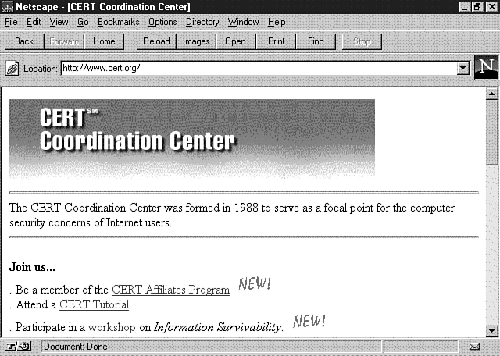 Netscape - [CERT Coordination Center]
File Edit View Go Bookmarks Options Directory Window Help
Back Forward Home Reload Images Open Print Find Stop
Location: http://www.cert.org/
N
CERT℠
Coordination Center
The CERT Coordination Center was formed in 1988 to serve as a focal point for the computer
security concerns of Internet users.
Join us...
. Be a member of the CERT Affiliates Program NEW!
. Attend a CERT Tutorial
. Participate in a workshop on Information Survivability. NEW!
Document: Done